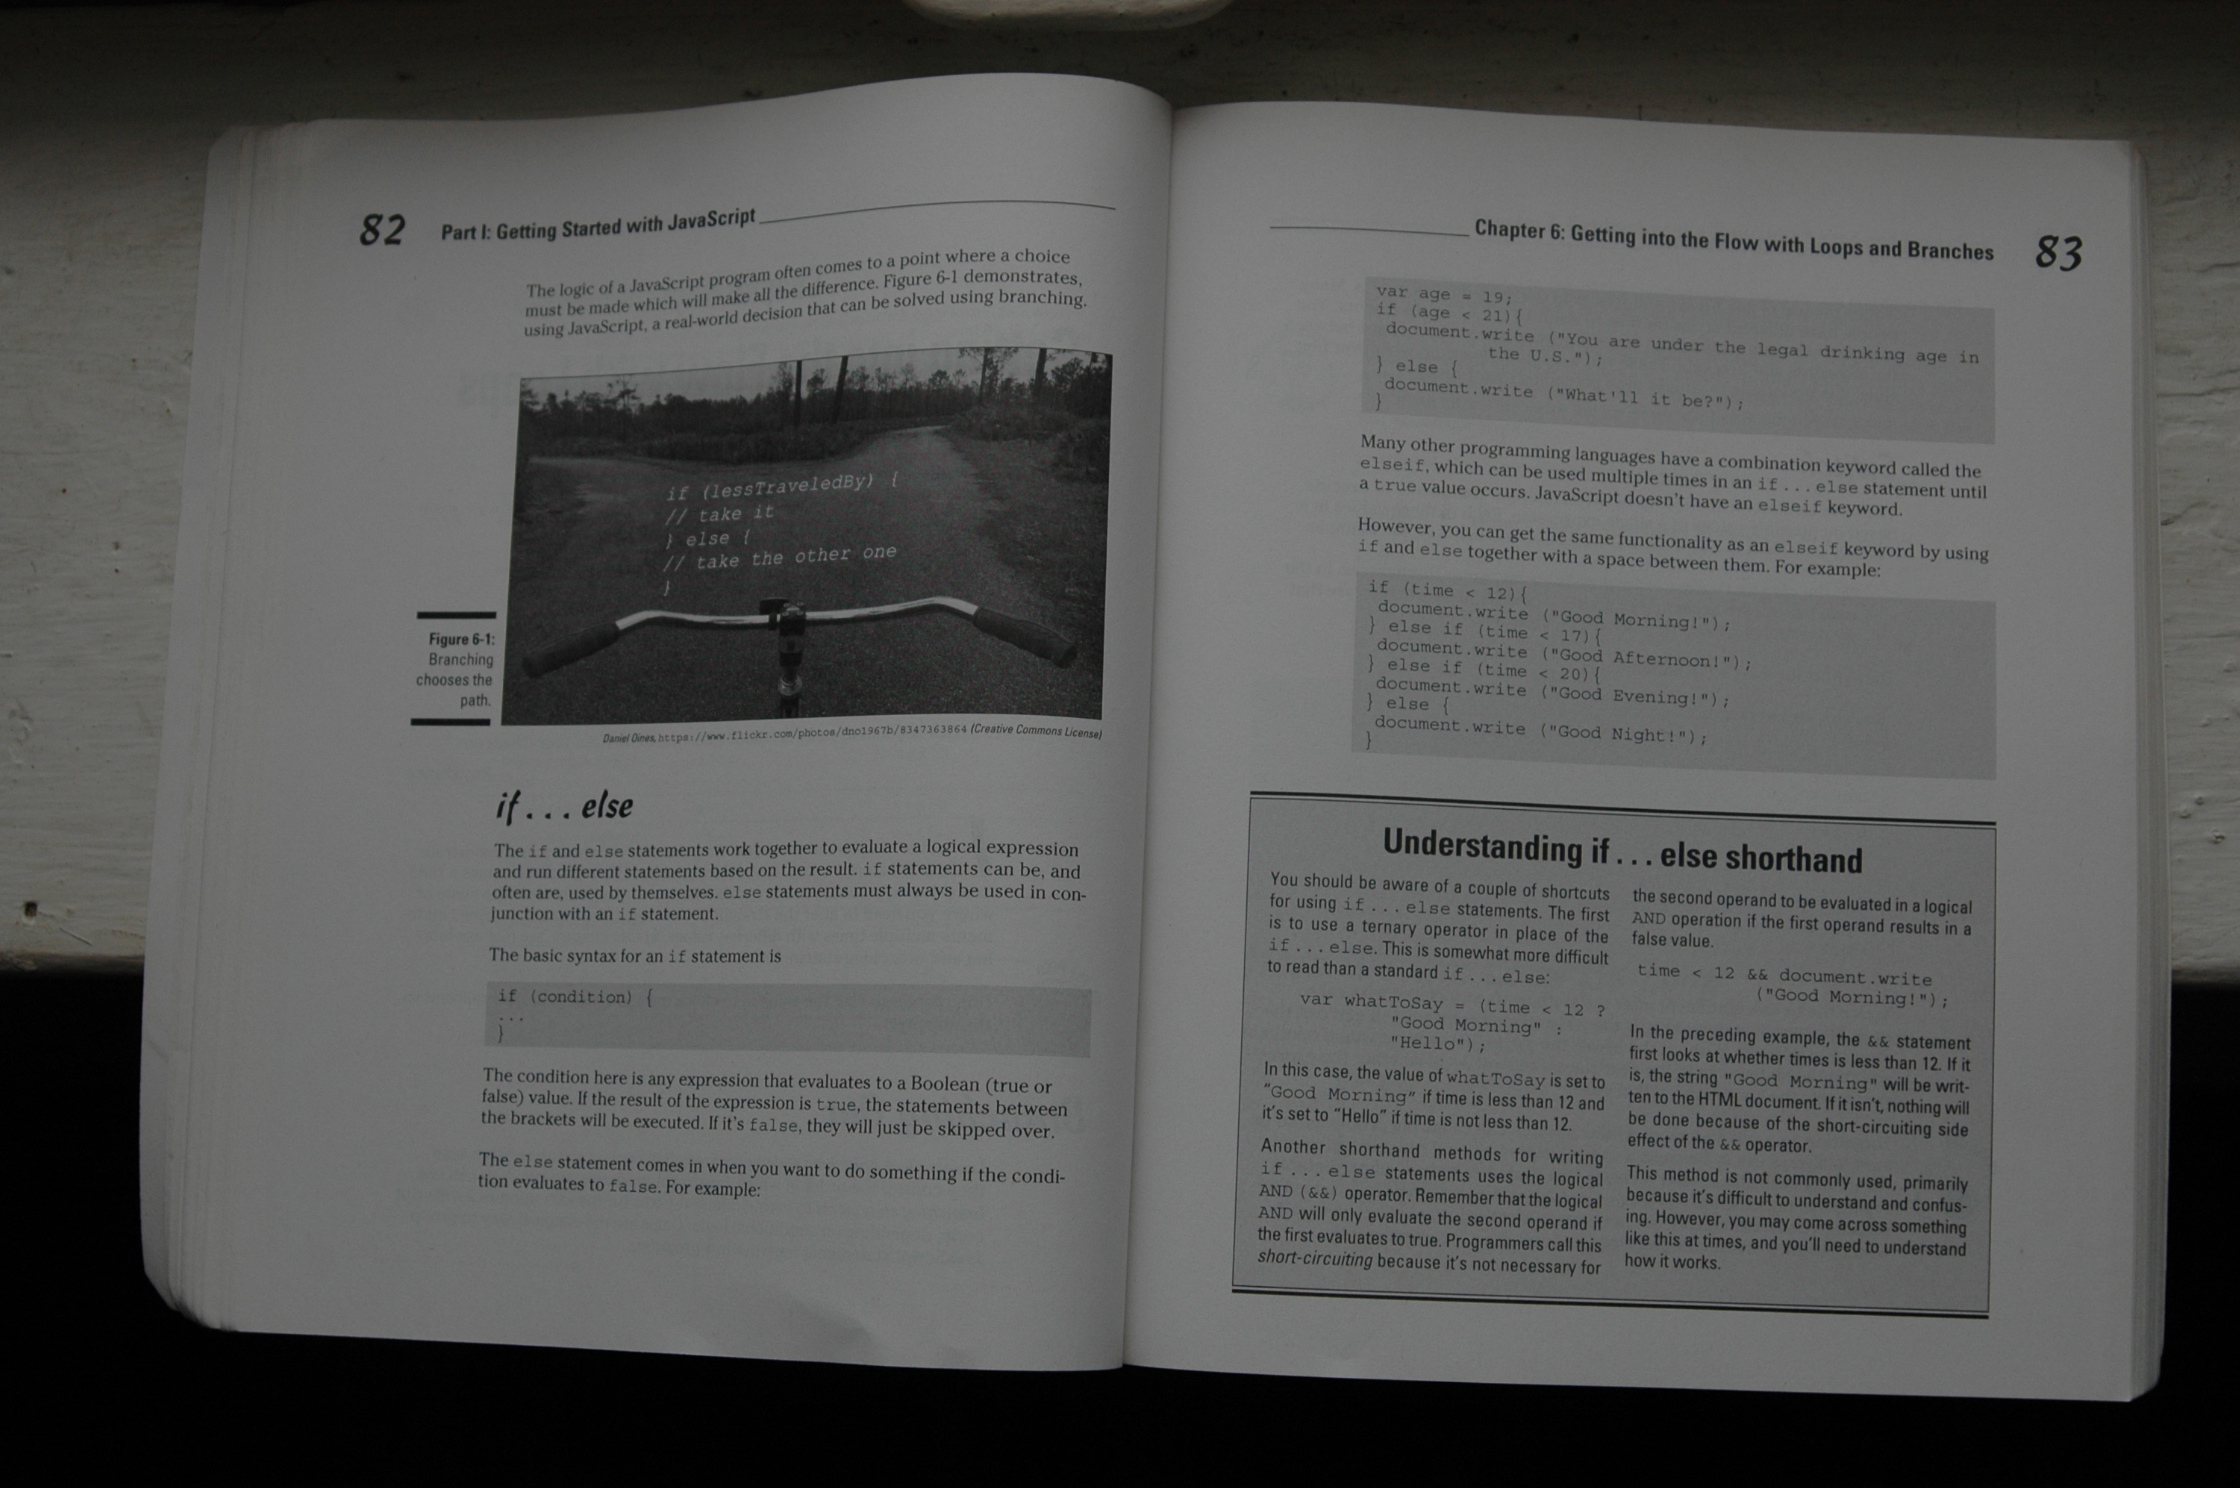 82 Part I: Getting Started with JavaScript
The logic of a JavaScript program often comes to a point where a choice
must be made which will make all the difference. Figure 6-1 demonstrates,
using JavaScript, a real-world decision that can be solved using branching.
if (lessTraveledBy) {
// take it
} else {
// take the other one
}
Figure 6-1:
Branching
chooses the
path.
Daniel Oines, https://www.flickr.com/photos/dno1967b/8347363864 (Creative Commons License)
if . . . else
The if and else statements work together to evaluate a logical expression
and run different statements based on the result. if statements can be, and
often are, used by themselves. else statements must always be used in con-
junction with an if statement.
The basic syntax for an if statement is
if (condition) {
...
}
The condition here is any expression that evaluates to a Boolean (true or
false) value. If the result of the expression is true, the statements between
the brackets will be executed. If it's false, they will just be skipped over.
The else statement comes in when you want to do something if the condi-
tion evaluates to false. For example:
Chapter 6: Getting into the Flow with Loops and Branches 83
var age = 19;
if (age < 21){
document.write ("You are under the legal drinking age in
the U.S.");
} else {
document.write ("What'll it be?");
}
Many other programming languages have a combination keyword called the
elseif, which can be used multiple times in an if . . . else statement until
a true value occurs. JavaScript doesn't have an elseif keyword.
However, you can get the same functionality as an elseif keyword by using
if and else together with a space between them. For example:
if (time < 12){
document.write ("Good Morning!");
} else if (time < 17){
document.write ("Good Afternoon!");
} else if (time < 20){
document.write ("Good Evening!");
} else {
document.write ("Good Night!");
}
Understanding if . . . else shorthand
You should be aware of a couple of shortcuts
for using if . . . else statements. The first
is to use a ternary operator in place of the
if . . . else. This is somewhat more difficult
to read than a standard if . . . else:
var whatToSay = (time < 12 ?
"Good Morning" :
"Hello");
In this case, the value of whatToSay is set to
"Good Morning" if time is less than 12 and
it's set to "Hello" if time is not less than 12.
Another shorthand methods for writing
if . . . else statements uses the logical
AND (&&) operator. Remember that the logical
AND will only evaluate the second operand if
the first evaluates to true. Programmers call this
short-circuiting because it's not necessary for
the second operand to be evaluated in a logical
AND operation if the first operand results in a
false value.
time < 12 && document.write
("Good Morning!");
In the preceding example, the && statement
first looks at whether times is less than 12. If it
is, the string "Good Morning" will be writ-
ten to the HTML document. If it isn't, nothing will
be done because of the short-circuiting side
effect of the && operator.
This method is not commonly used, primarily
because it's difficult to understand and confus-
ing. However, you may come across something
like this at times, and you'll need to understand
how it works.